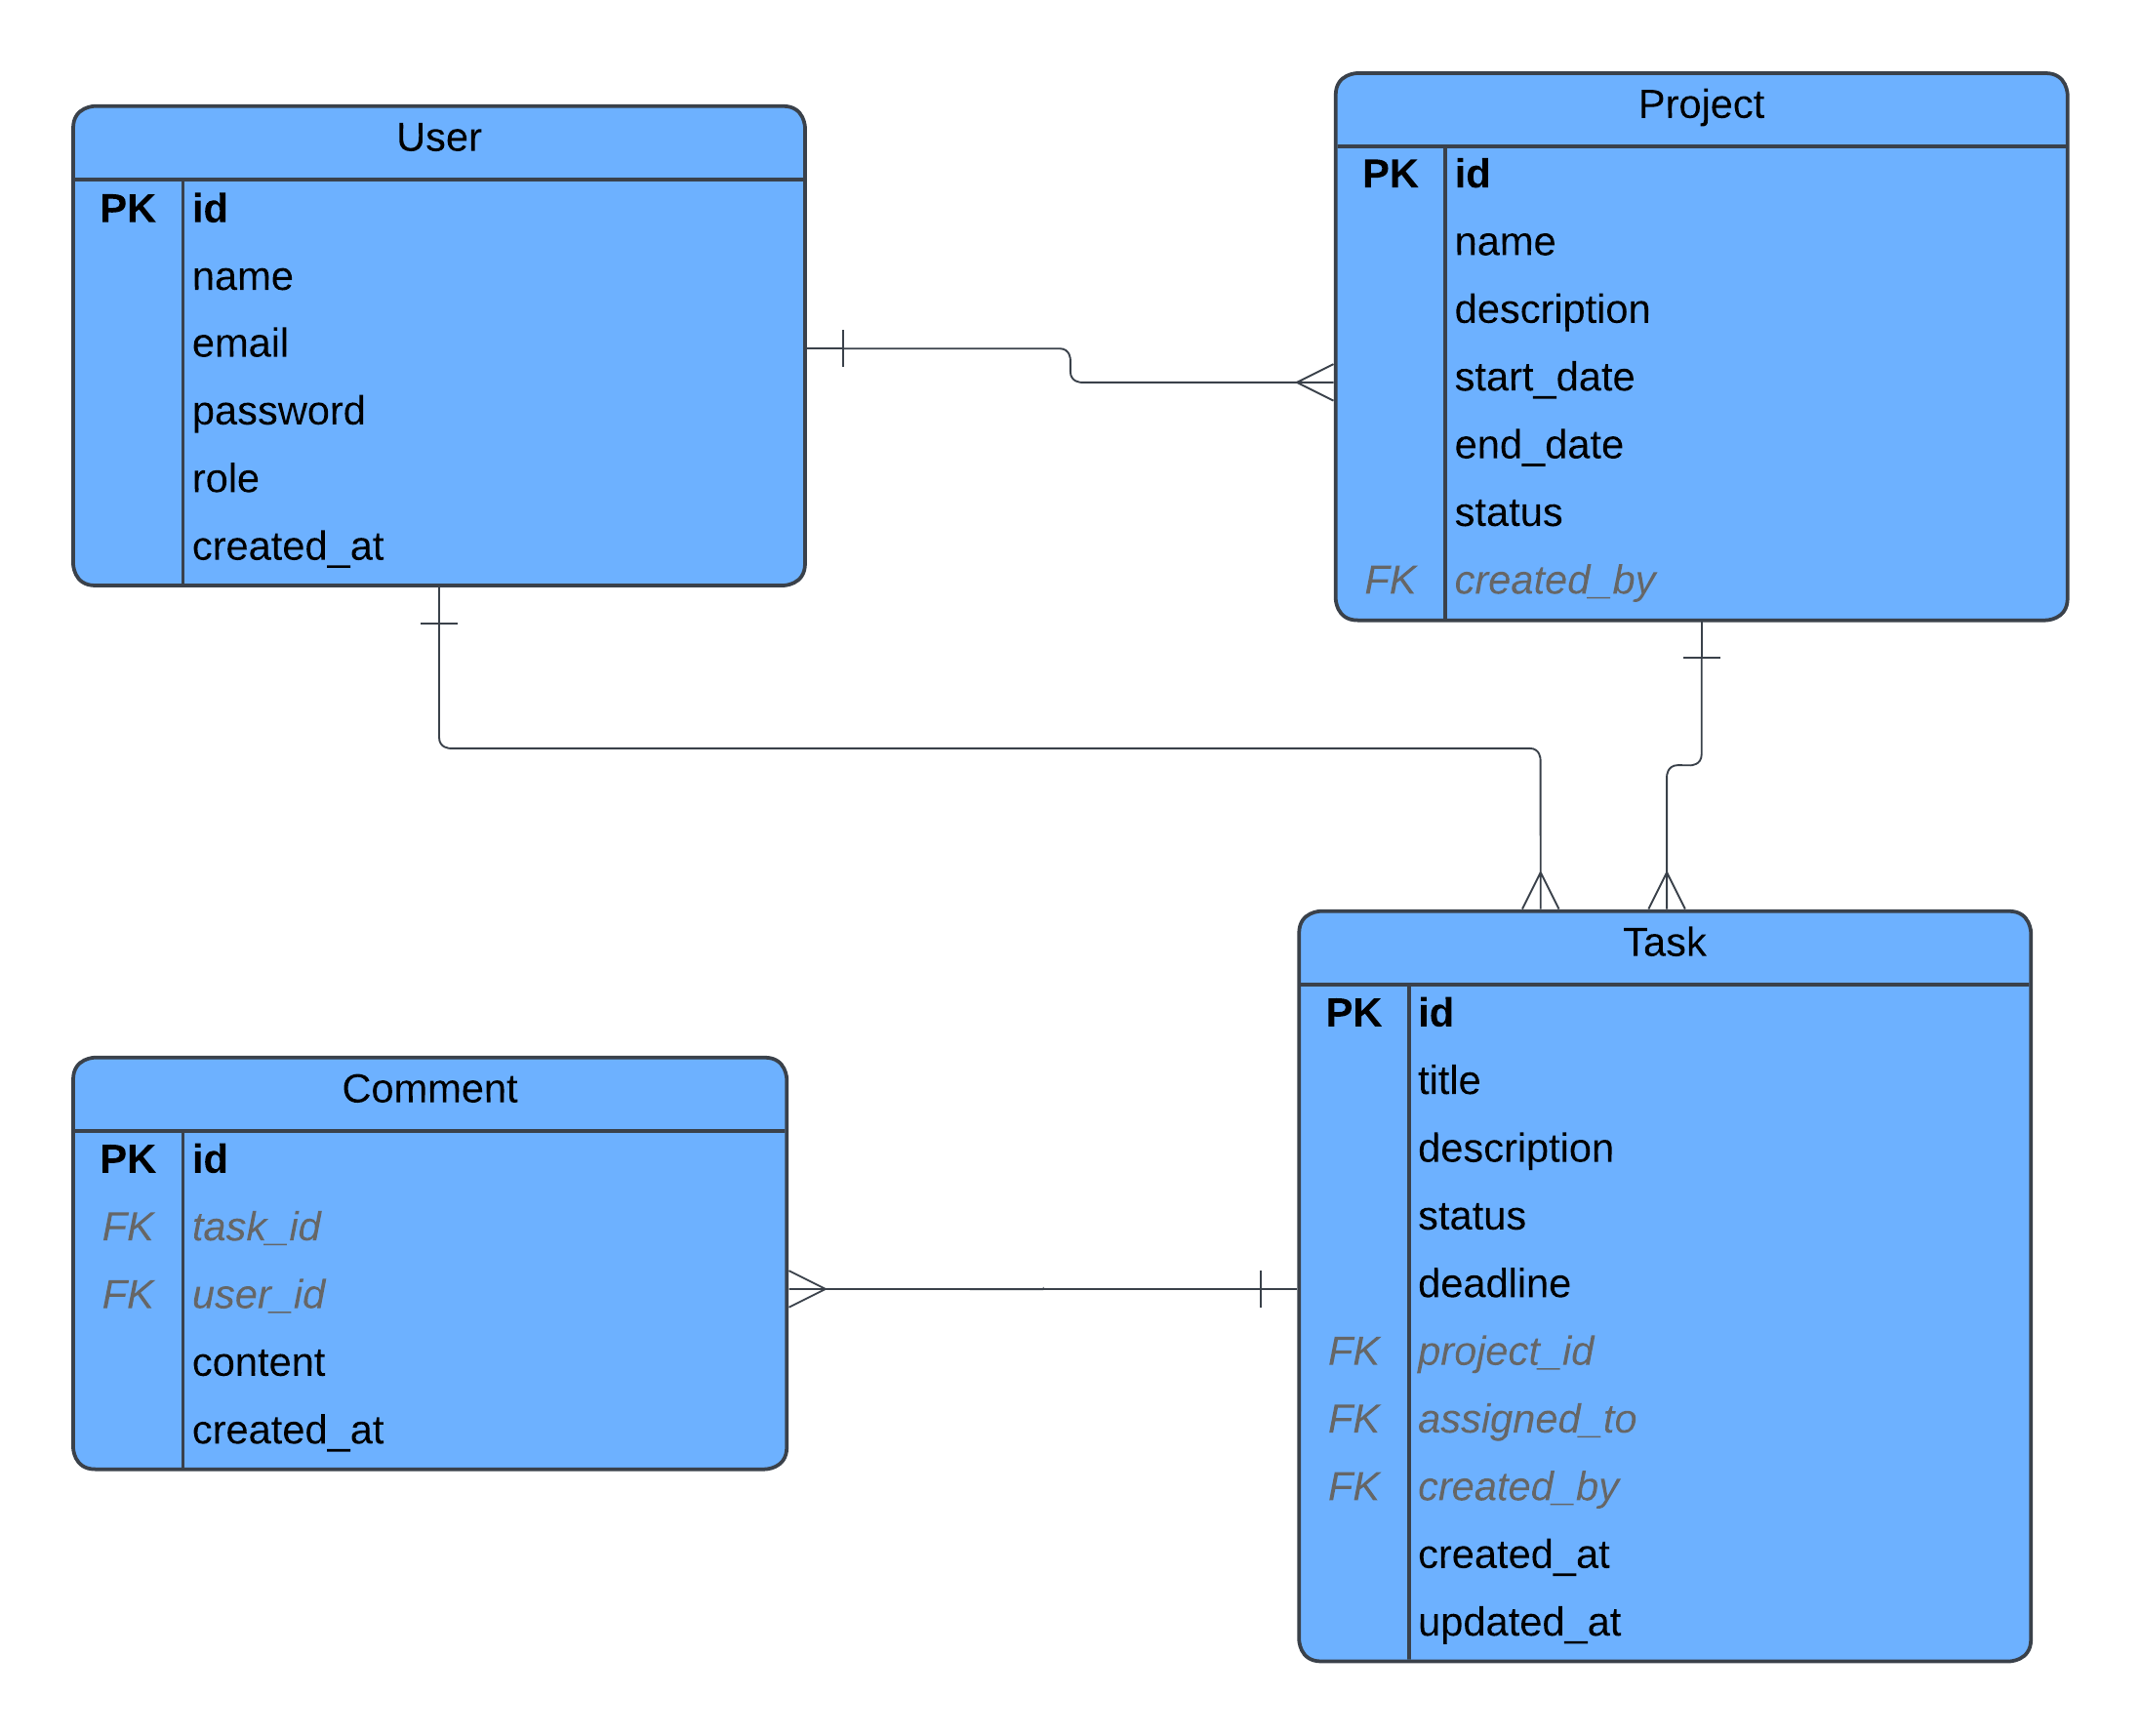 User
PK id
name
email
password
role
created_at
Project
PK id
name
description
start_date
end_date
status
FK created_by
Comment
PK id
FK task_id
FK user_id
content
created_at
Task
PK id
title
description
status
deadline
FK project_id
FK assigned_to
FK created_by
created_at
updated_at